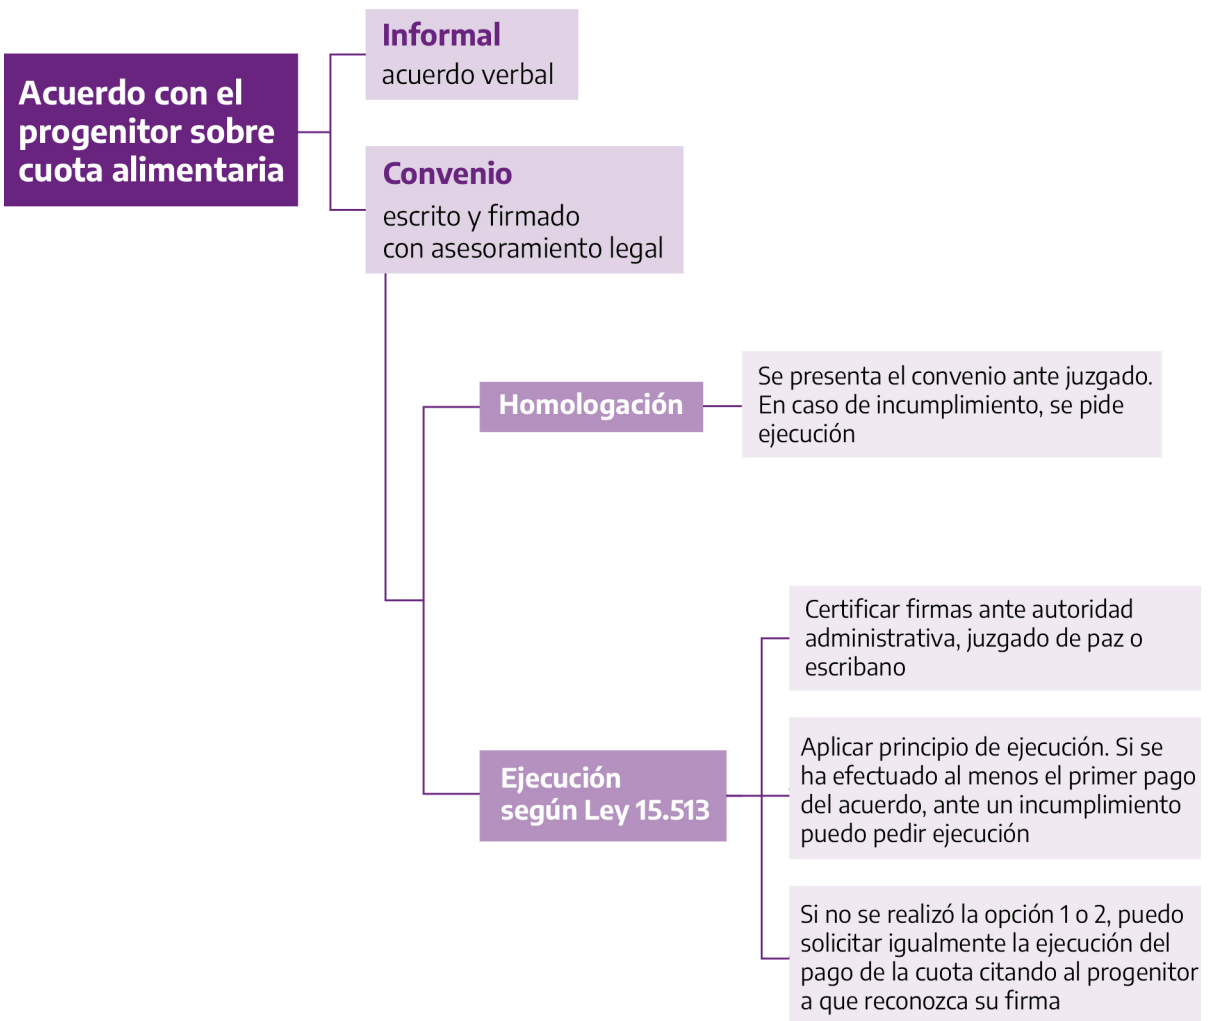 Acuerdo con el
progenitor sobre
cuota alimentaria
Informal
acuerdo verbal
Convenio
escrito y firmado
con asesoramiento legal
Homologación
Se presenta el convenio ante juzgado.
En caso de incumplimiento, se pide
ejecución
Ejecución
según Ley 15.513
Certificar firmas ante autoridad
administrativa, juzgado de paz o
escribano
Aplicar principio de ejecución. Si se
ha efectuado al menos el primer pago
del acuerdo, ante un incumplimiento
puedo pedir ejecución
Si no se realizó la opción 1 o 2, puedo
solicitar igualmente la ejecución del
pago de la cuota citando al progenitor
a que reconozca su firma